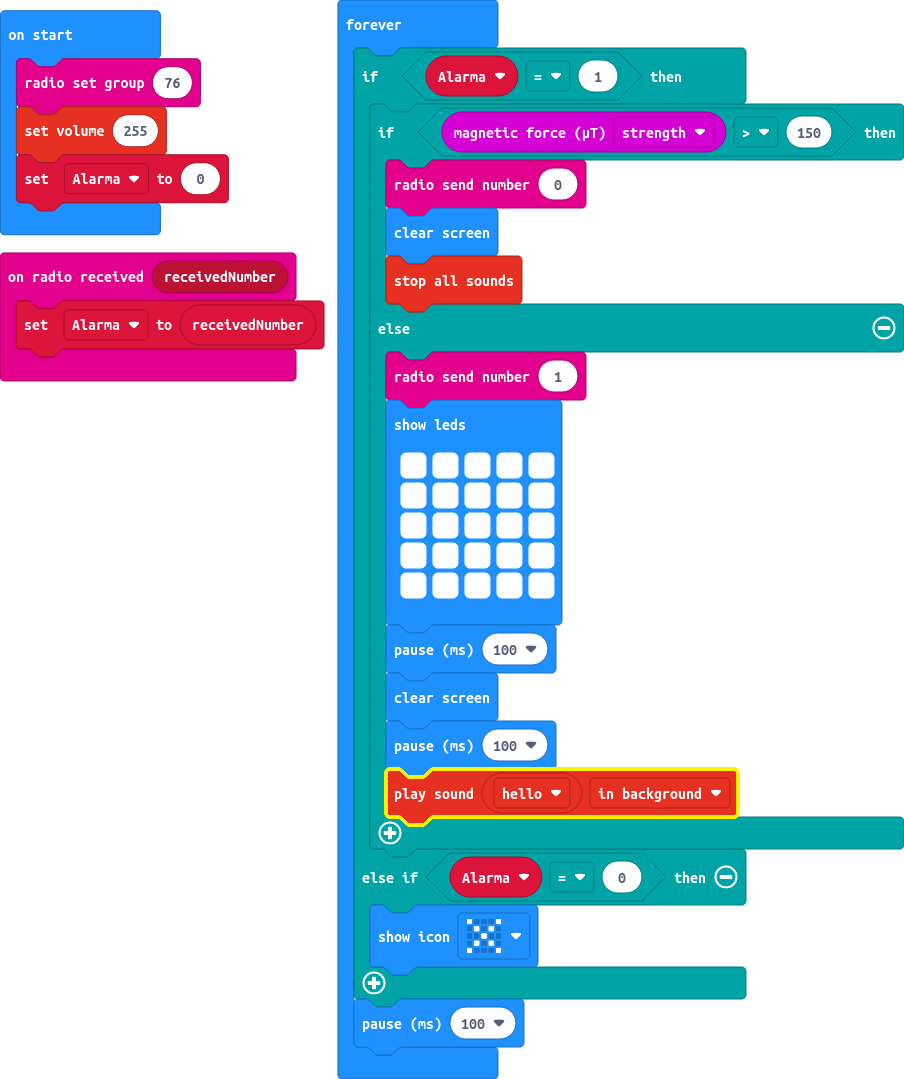 on start
radio set group 76
set volume 255
set Alarma to 0
on radio received receivedNumber
set Alarma to receivedNumber
forever
if Alarma = 1 then
if magnetic force (µT) strength > 150 then
radio send number 0
clear screen
stop all sounds
else
radio send number 1
show leds
pause (ms) 100
clear screen
pause (ms) 100
play sound hello in background
else if Alarma = 0 then
show icon
pause (ms) 100